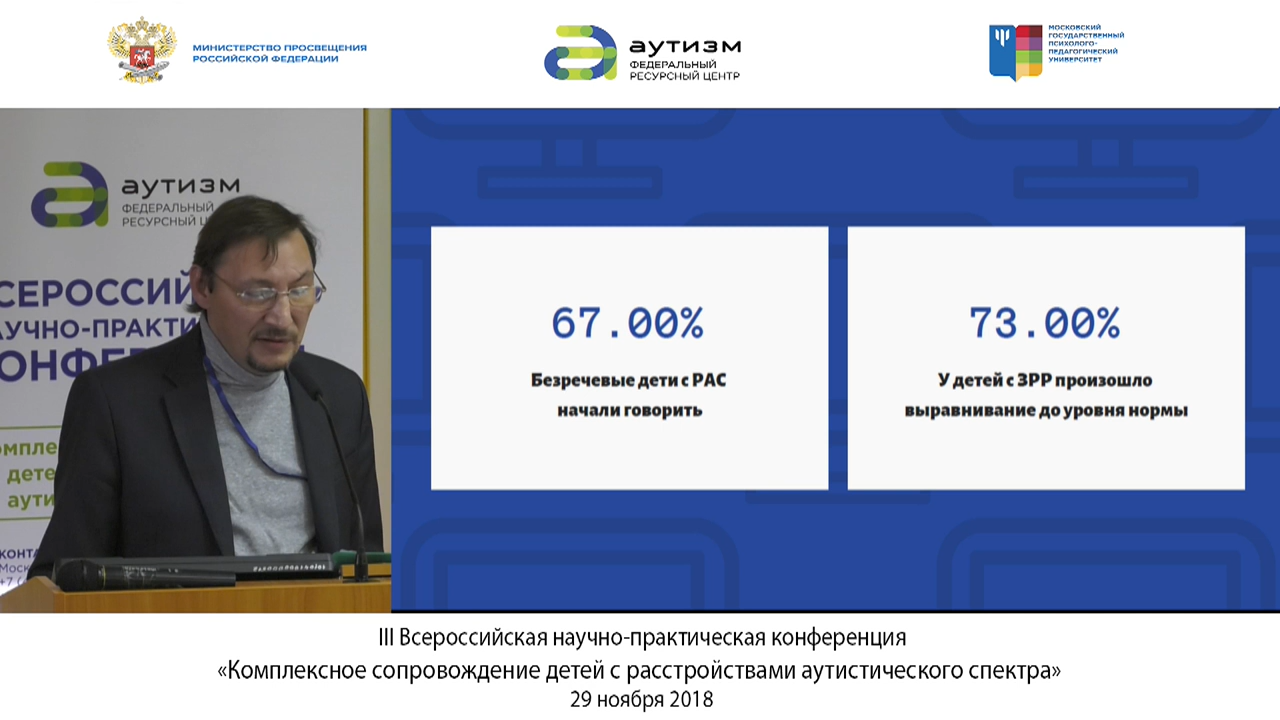 МИНИСТЕРСТВО ПРОСВЕЩЕНИЯ
РОССИЙСКОЙ ФЕДЕРАЦИИ
аутизм
ФЕДЕРАЛЬНЫЙ
РЕСУРСНЫЙ ЦЕНТР
МОСКОВСКИЙ
ГОСУДАРСТВЕННЫЙ
ПСИХОЛОГО-
ПЕДАГОГИЧЕСКИЙ
УНИВЕРСИТЕТ
аутизм
ФЕДЕРАЛЬНЫЙ
РЕСУРСНЫЙ
67.00%
Безречевые дети с РАС
начали говорить
73.00%
У детей с ЗРР произошло
выравнивание до уровня нормы
III Всероссийская научно-практическая конференция
«Комплексное сопровождение детей с расстройствами аутистического спектра»
29 ноября 2018